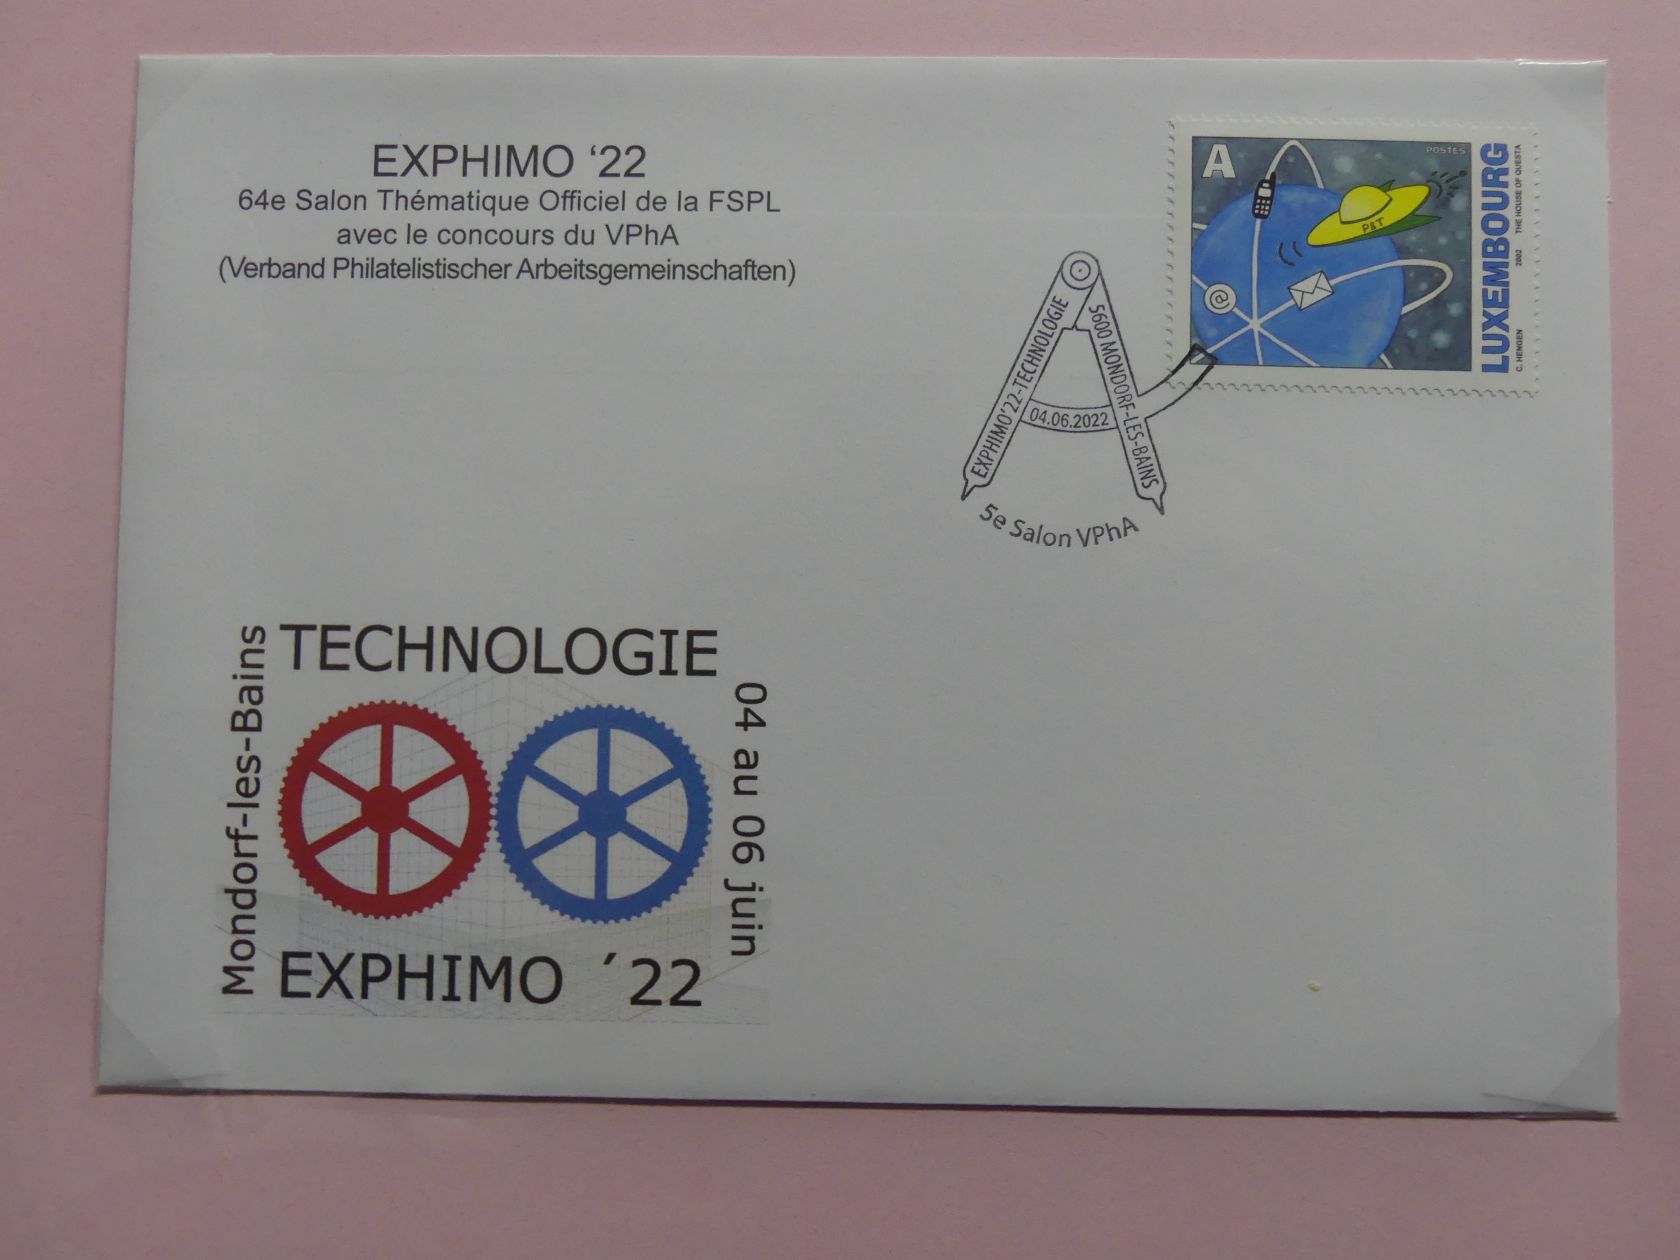 EXPHIMO ‘22
64e Salon Thématique Officiel de la FSPL
avec le concours du VPhA
(Verband Philatelistischer Arbeitsgemeinschaften)
A
POSTES
P&T
@
LUXEMBOURG
C. HENGEN 2002 THE HOUSE OF QUESTA
EXPHIMO'22-TECHNOLOGIE
5600 MONDORF-LES-BAINS
04.06.2022
5e Salon VPhA
TECHNOLOGIE
Mondorf-les-Bains
04 au 06 juin
EXPHIMO ´22